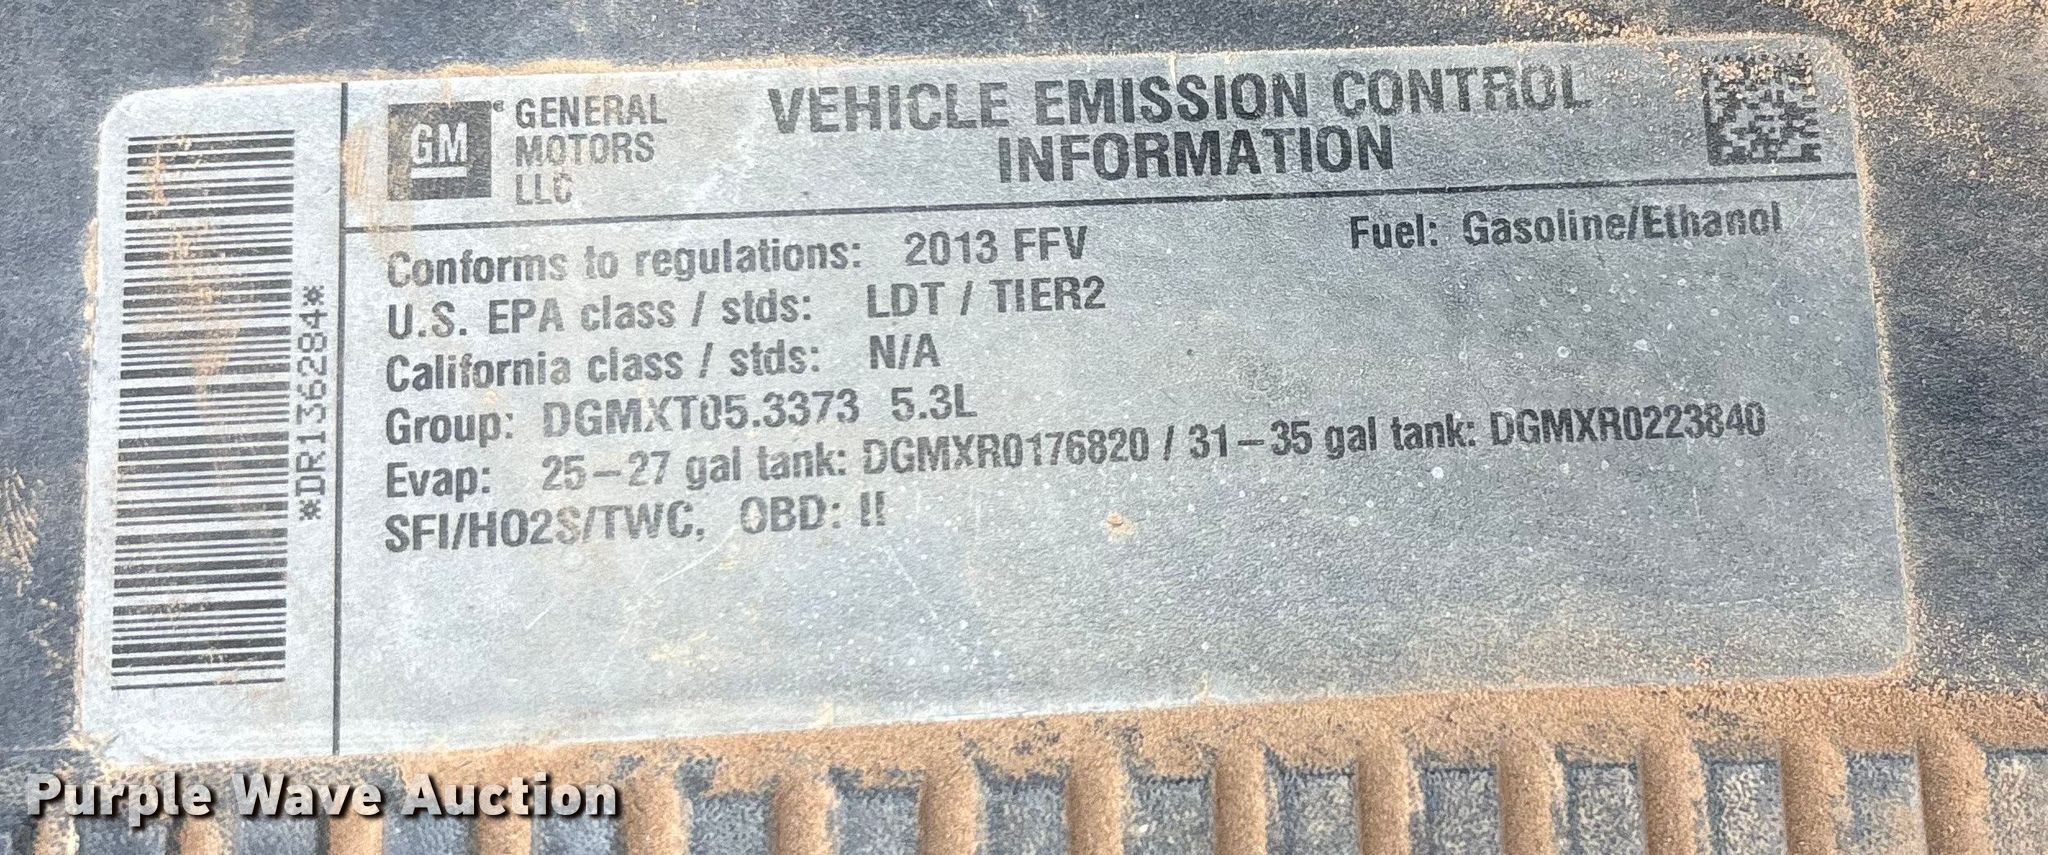 GM
GENERAL
MOTORS
LLC
VEHICLE EMISSION CONTROL
INFORMATION
*DR136284*
Conforms to regulations: 2013 FFV Fuel: Gasoline/Ethanol
U.S. EPA class / stds: LDT / TIER2
California class / stds: N/A
Group: DGMXT05.3373 5.3L
Evap: 25-27 gal tank: DGMXR0176820 / 31-35 gal tank: DGMXR0223840
SFI/HO2S/TWC, OBD: II
Purple Wave Auction